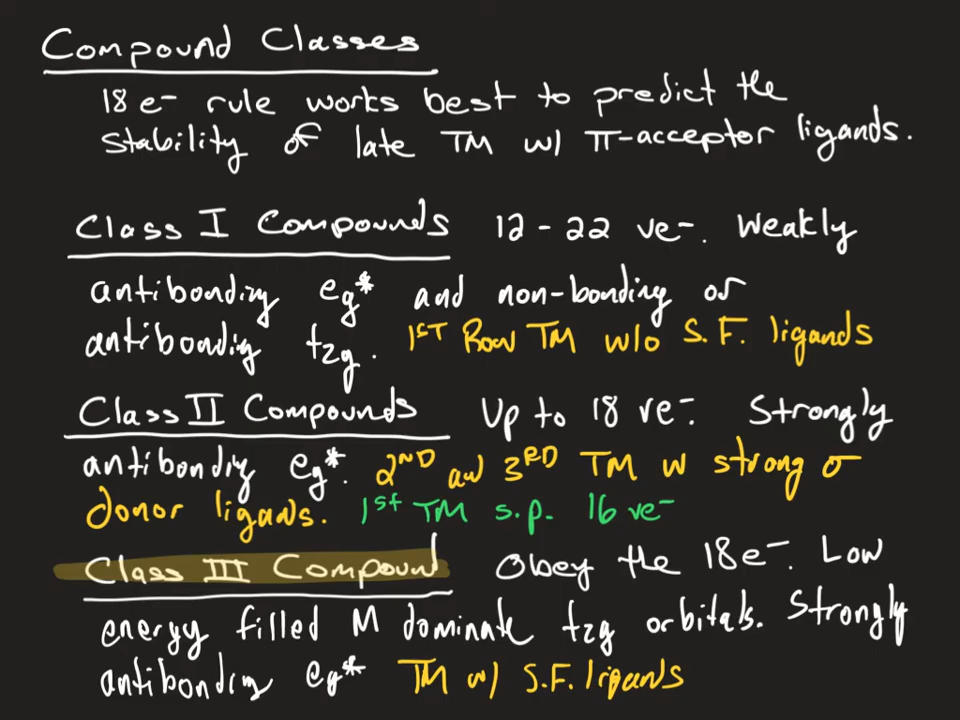 Compound Classes
18 e- rule works best to predict the
stability of late TM w/ π-acceptor ligands.
Class I Compounds 12 - 22 ve-. Weakly
antibonding eg* and non-bonding or
antibonding t2g. 1ST Row TM w/o S.F. ligands
Class II Compounds Up to 18 ve-. Strongly
antibonding eg*. 2ND and 3RD TM w strong σ
donor ligands. 1st TM s.p. 16 ve-
Class III Compound Obey the 18e-. Low
energy filled M dominate t2g orbitals. Strongly
antibonding eg* TM w/ S.F. ligands